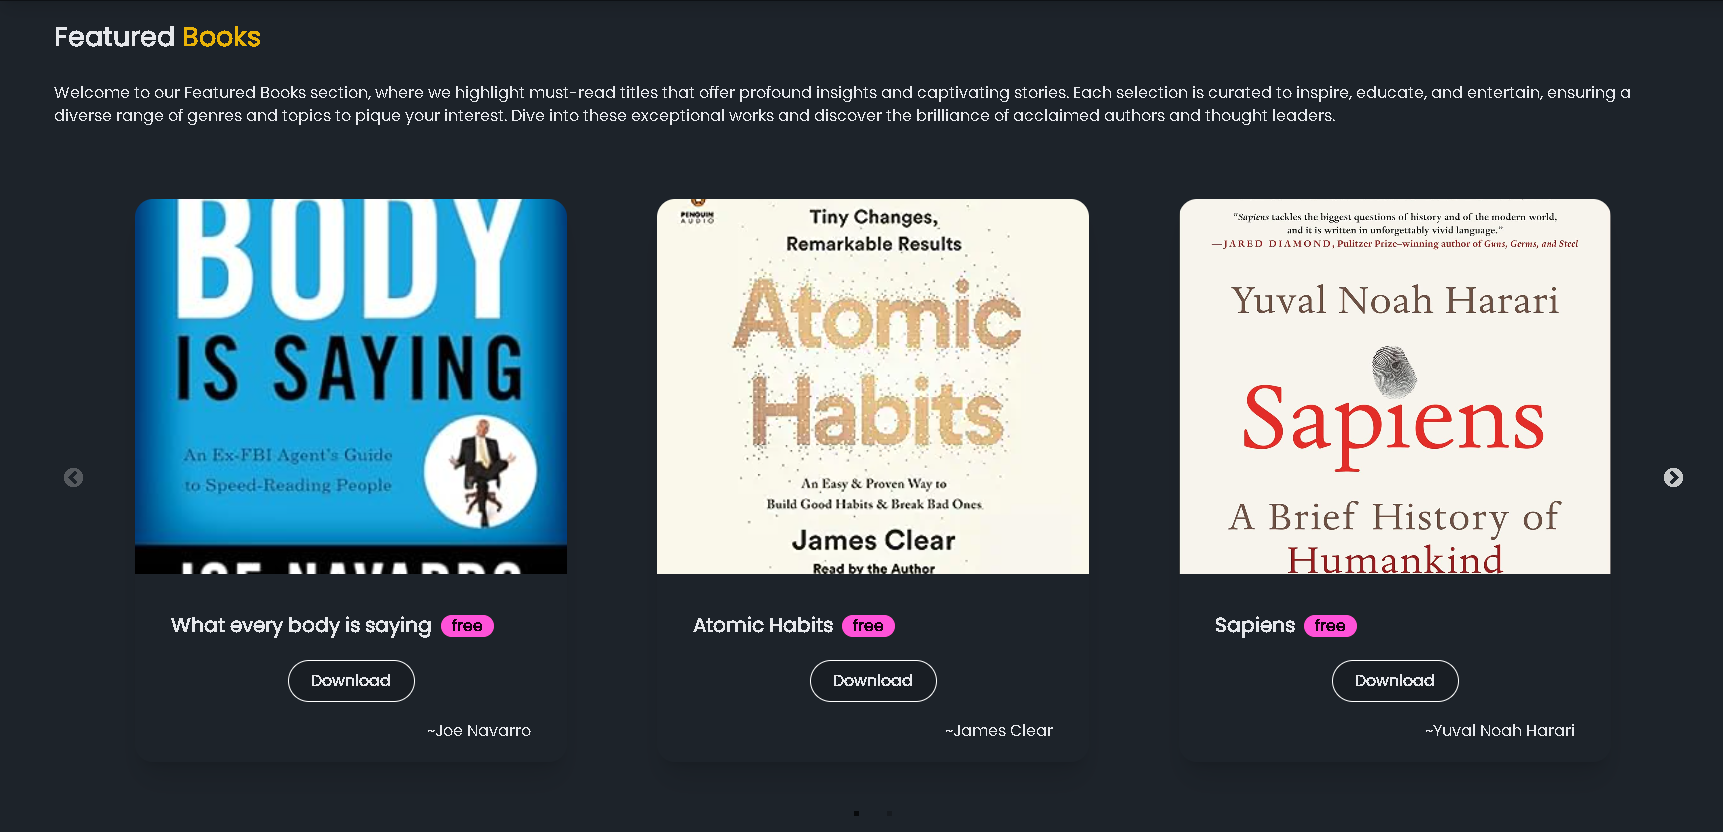 Featured Books
Welcome to our Featured Books section, where we highlight must-read titles that offer profound insights and captivating stories. Each selection is curated to inspire, educate, and entertain, ensuring a
diverse range of genres and topics to pique your interest. Dive into these exceptional works and discover the brilliance of acclaimed authors and thought leaders.
BODY
IS SAYING
An Ex-FBI Agent's Guide
to Speed-Reading People
JOE NAVARRO
PENGUIN
AUDIO
Tiny Changes,
Remarkable Results
Atomic
Habits
An Easy & Proven Way to
Build Good Habits & Break Bad Ones
James Clear
Read by the Author
"Sapiens tackles the biggest questions of history and of the modern world,
and it is written in unforgettably vivid language."
—JARED DIAMOND, Pulitzer Prize–winning author of Guns, Germs, and Steel
Yuval Noah Harari
Sapiens
A Brief History of
Humankind
What every body is saying free
Download
~Joe Navarro
Atomic Habits free
Download
~James Clear
Sapiens free
Download
~Yuval Noah Harari